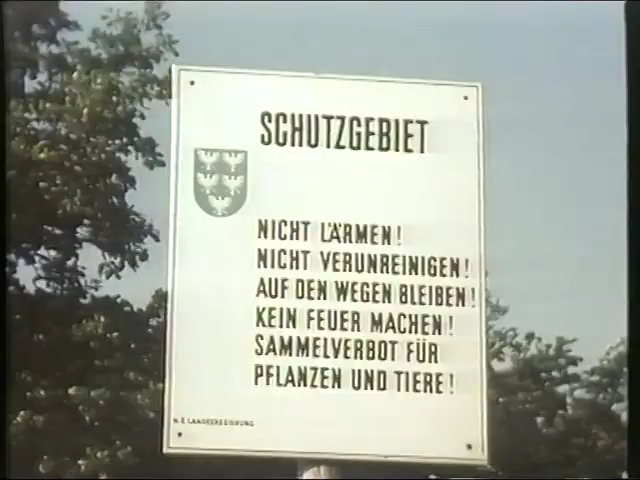 SCHUTZGEBIET
NICHT LÄRMEN!
NICHT VERUNREINIGEN!
AUF DEN WEGEN BLEIBEN!
KEIN FEUER MACHEN!
SAMMELVERBOT FÜR
PFLANZEN UND TIERE!
N.Ö. LANDESREGIERUNG